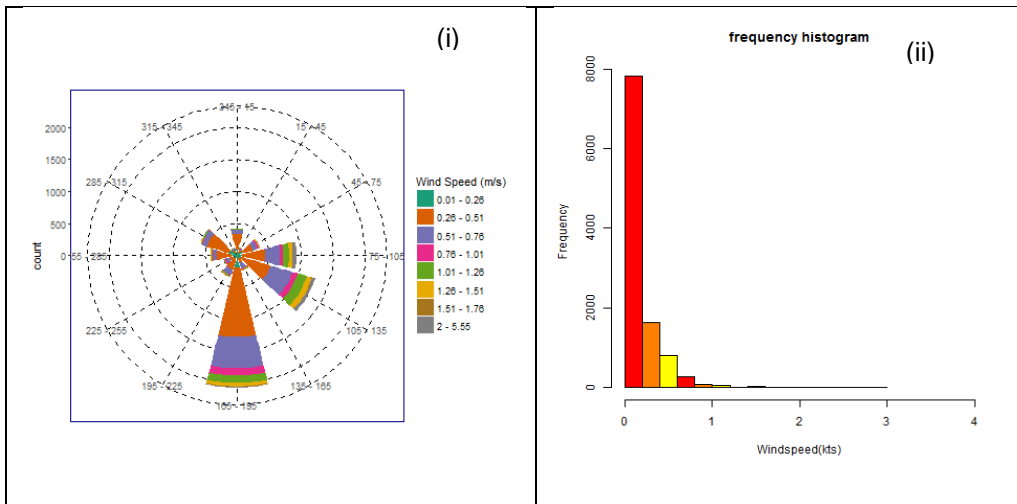 (i)
345 - 15
15 - 45
45 - 75
75 - 105
105 - 135
135 - 165
165 - 195
195 - 225
225 - 255
255 - 285
285 - 315
315 - 345
2000
1500
1000
500
0
count
Wind Speed (m/s)
0.01 - 0.26
0.26 - 0.51
0.51 - 0.76
0.76 - 1.01
1.01 - 1.26
1.26 - 1.51
1.51 - 1.76
2 - 5.55
frequency histogram
(ii)
8000
6000
4000
2000
0
Frequency
0 1 2 3 4
Windspeed(kts)